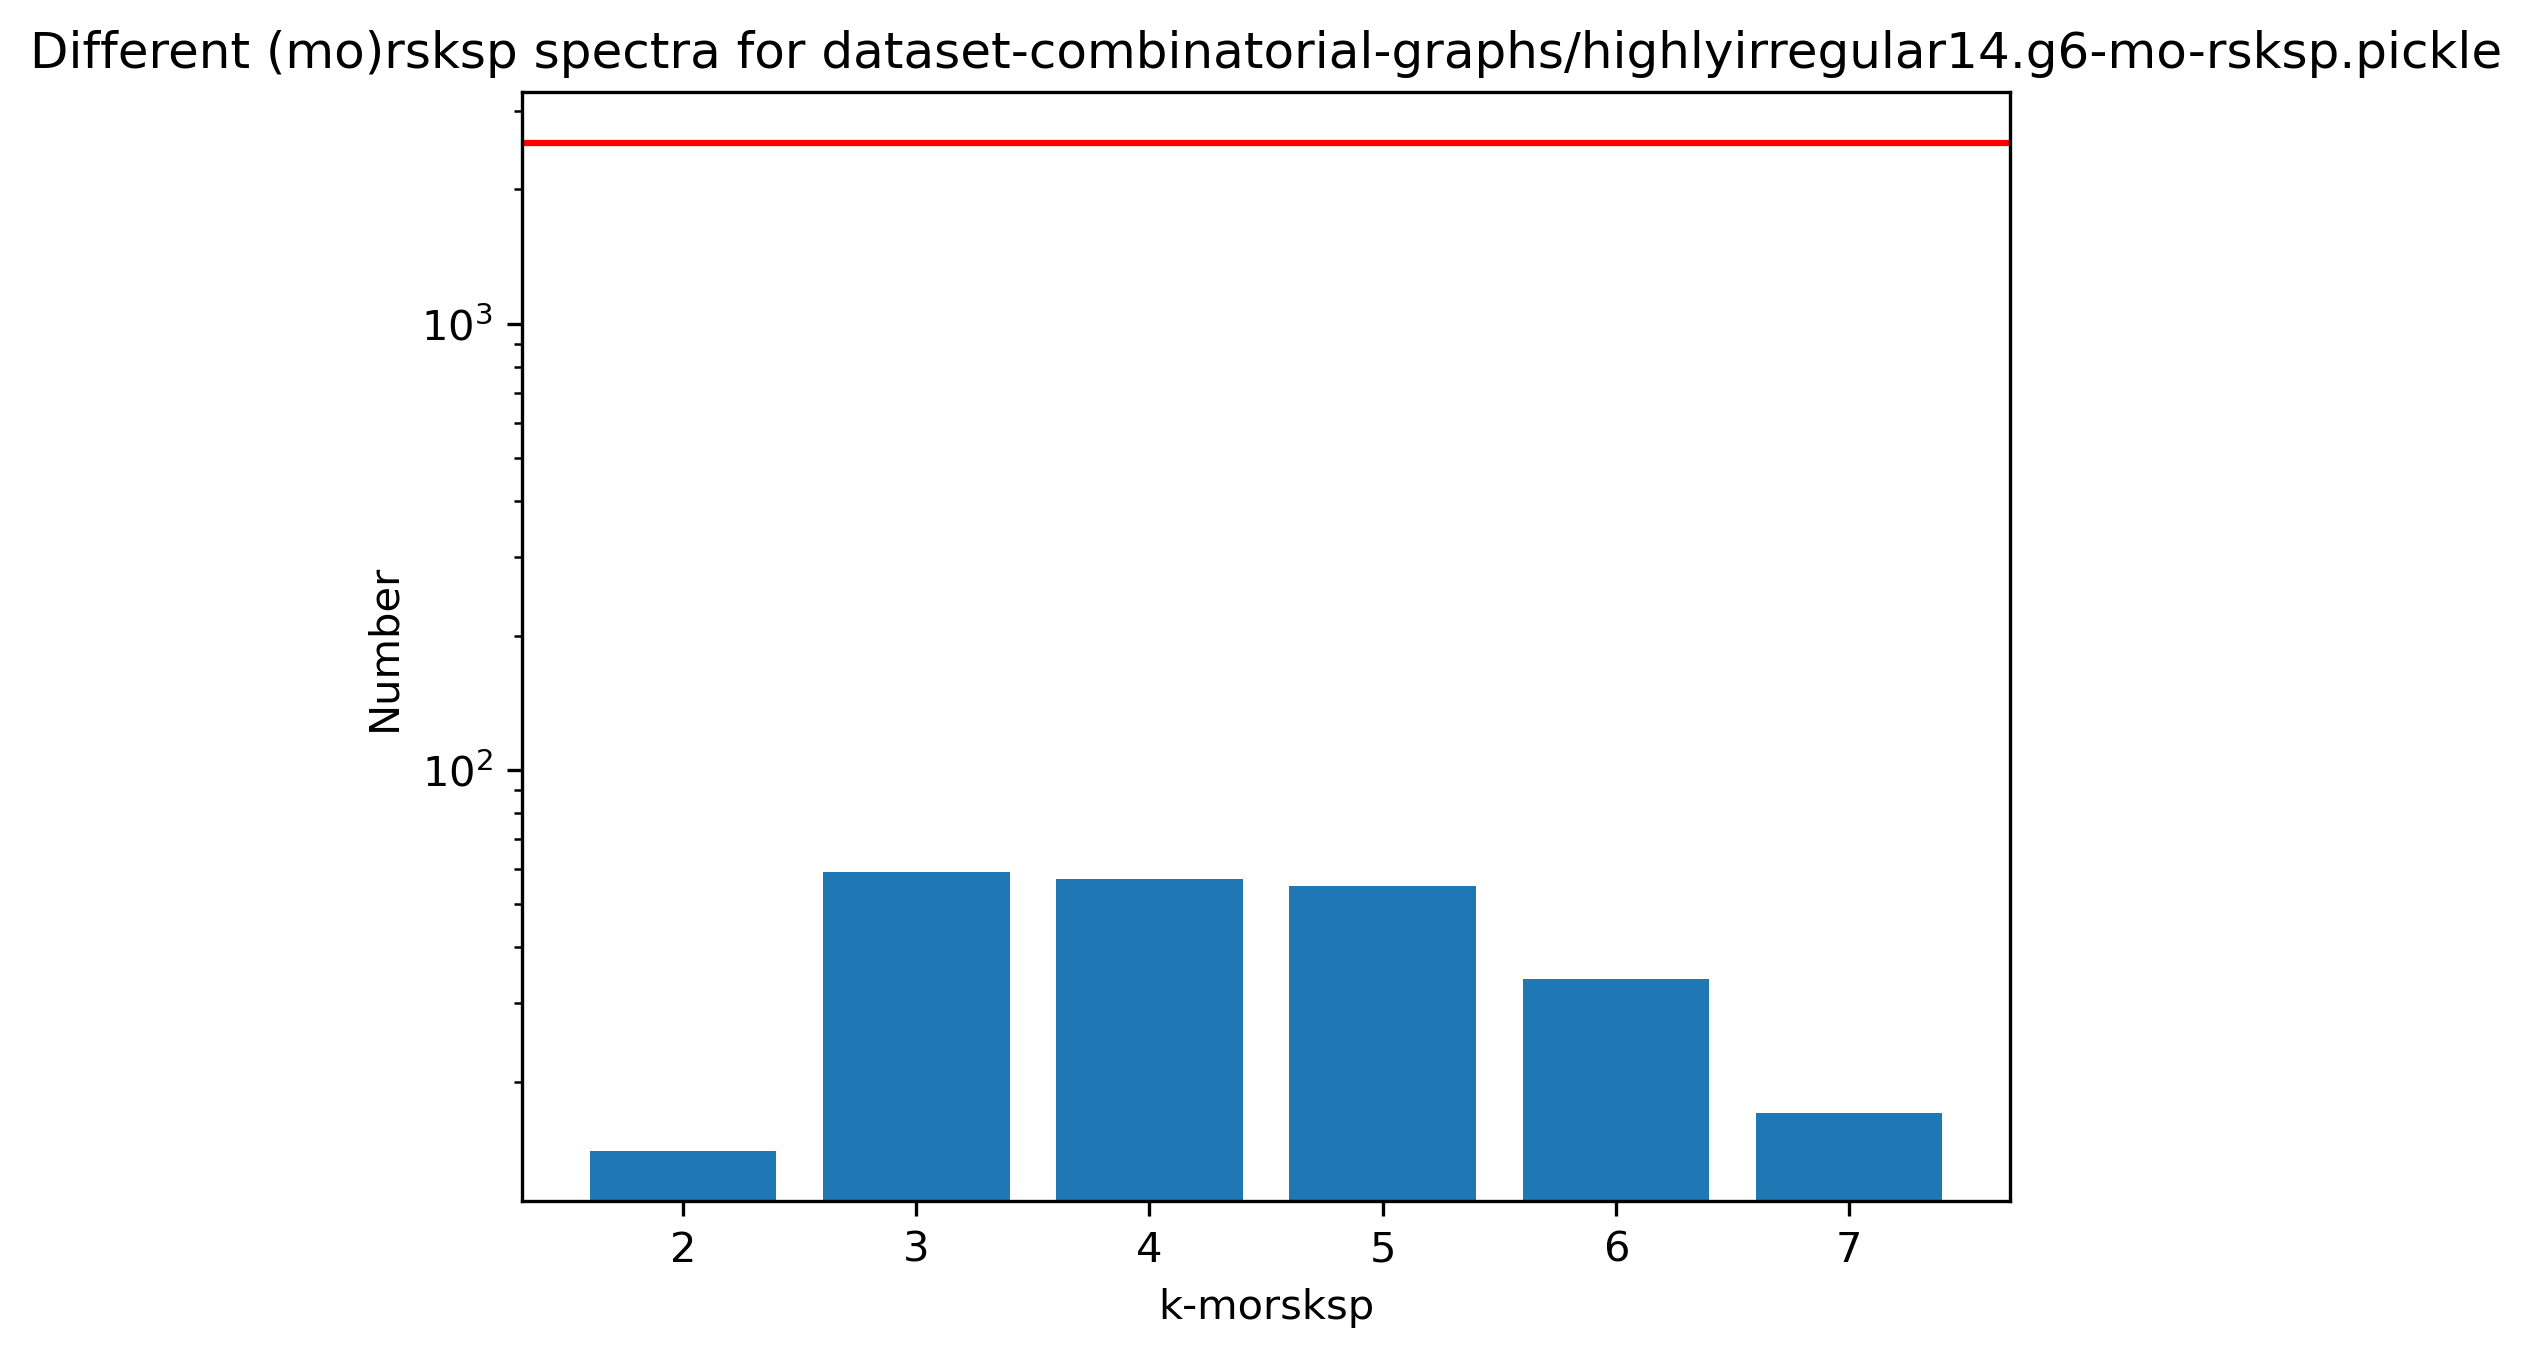 Different (mo)rsksp spectra for dataset-combinatorial-graphs/highlyirregular14.g6-mo-rsksp.pickle
10³
10²
Number
2 3 4 5 6 7
k-morsksp